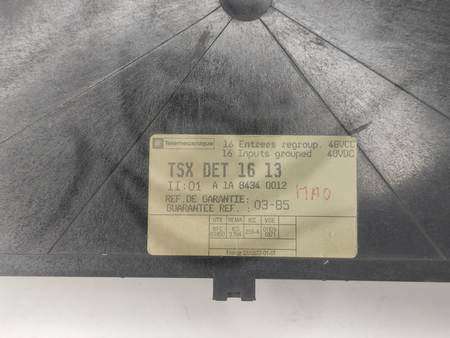 Telemecanique
16 Entrees regroup. 48VCC
16 Inputs grouped 48VDC
TSX DET 16 13
II:01 A 1A 8434 0012
MAO
REF.DE GARANTIE:
GUARANTEE REF. : 03-85